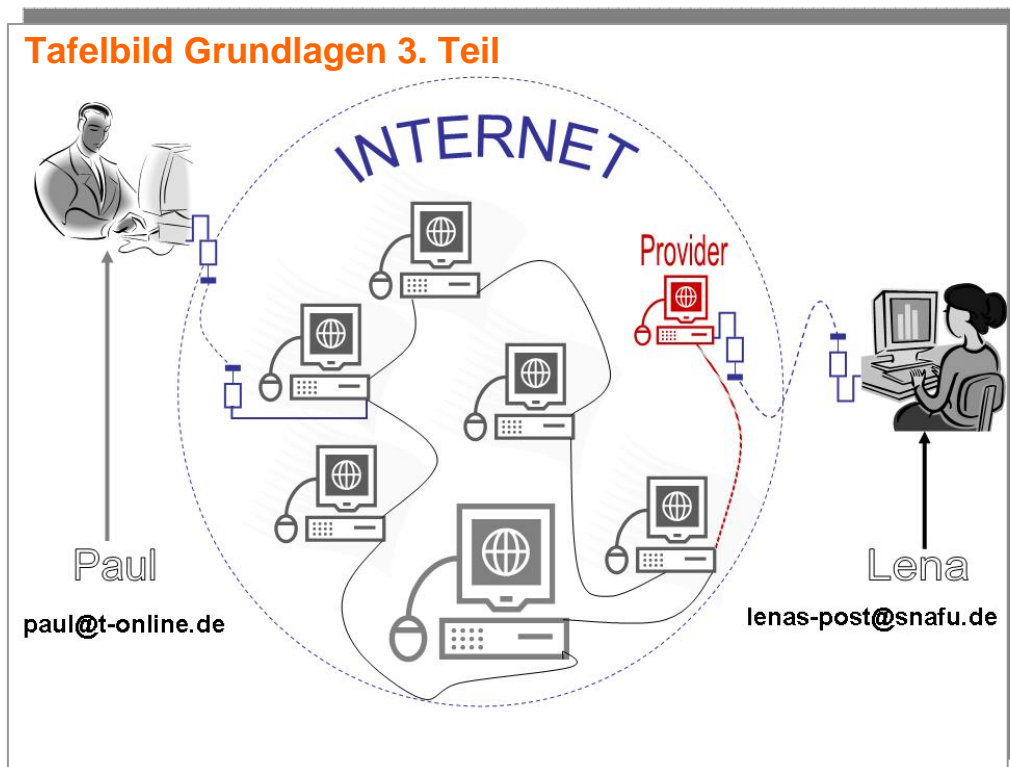 Tafelbild Grundlagen 3. Teil
INTERNET
Provider
Paul
Lena
paul@t-online.de
lenas-post@snafu.de